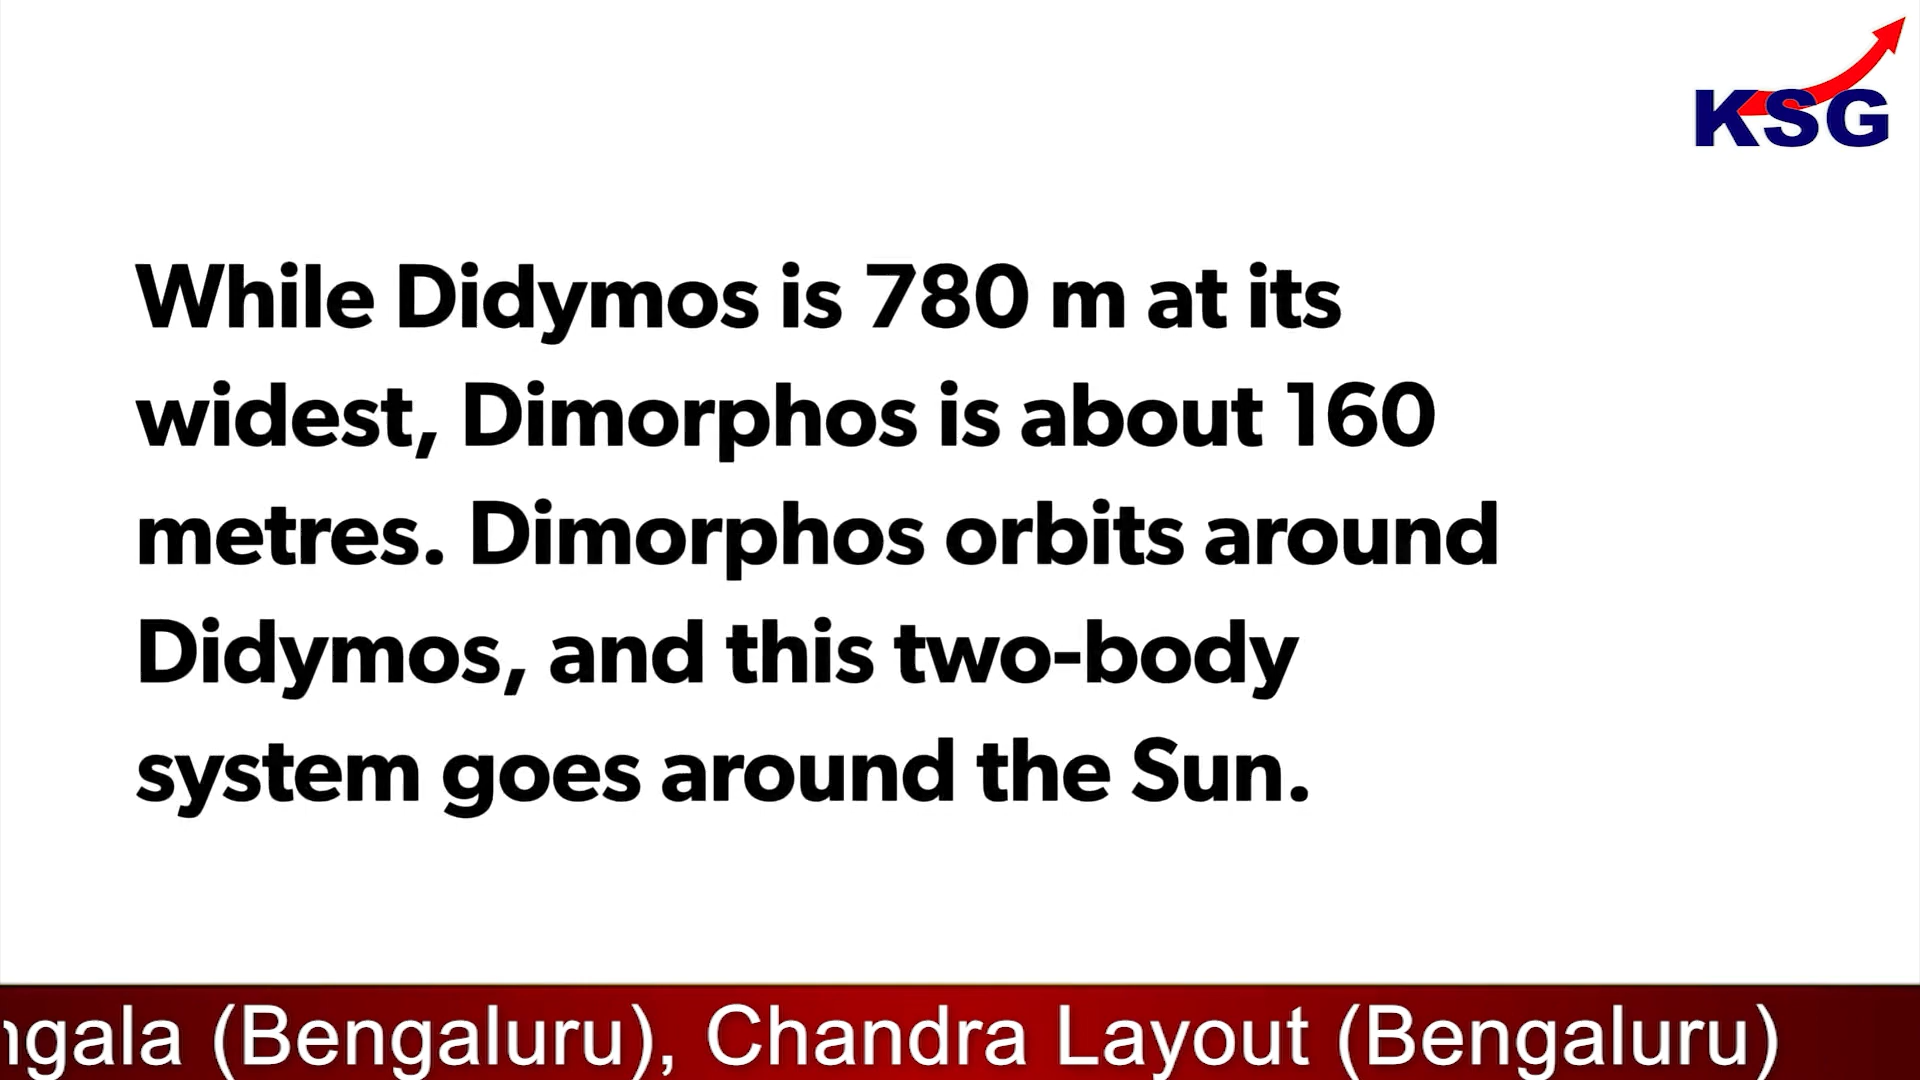 KSG
While Didymos is 780 m at its
widest, Dimorphos is about 160
metres. Dimorphos orbits around
Didymos, and this two-body
system goes around the Sun.
(Bengaluru), Chandra Layout (Bengaluru)